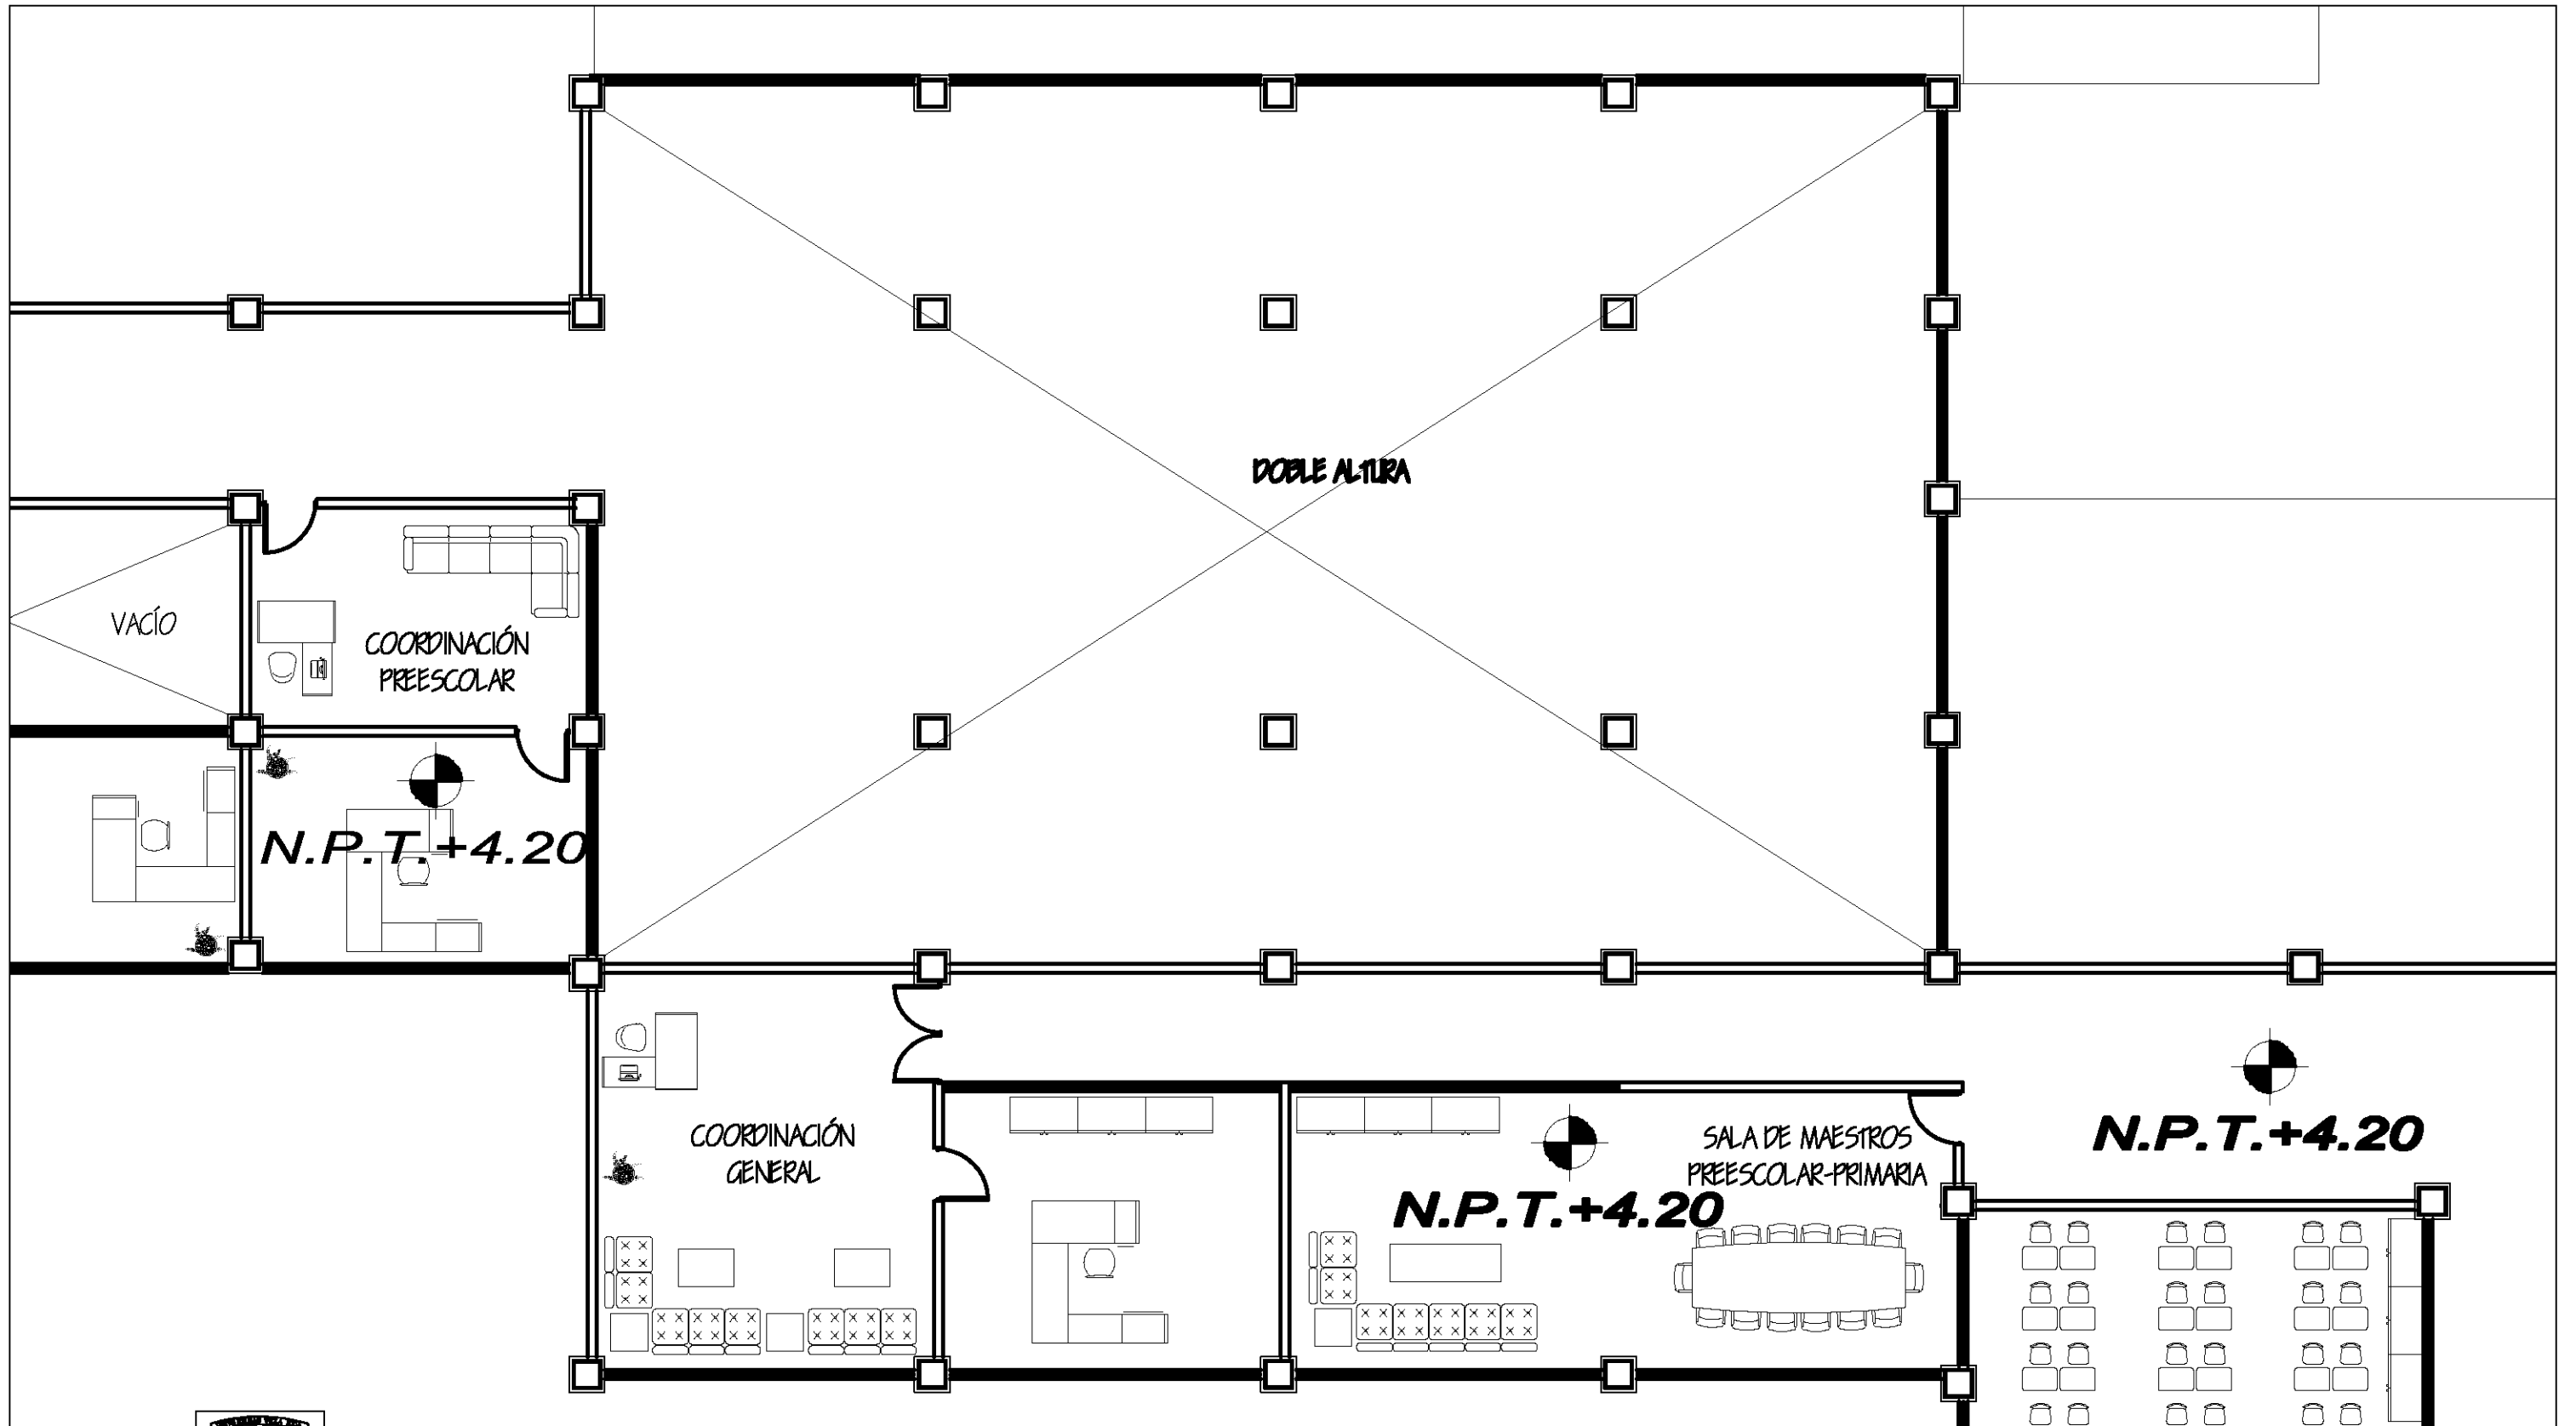 DOBLE ALTURA
VACÍO
COORDINACIÓN
PREESCOLAR
N.P.T.+4.20
COORDINACIÓN
GENERAL
SALA DE MAESTROS
PREESCOLAR-PRIMARIA
N.P.T.+4.20
N.P.T.+4.20